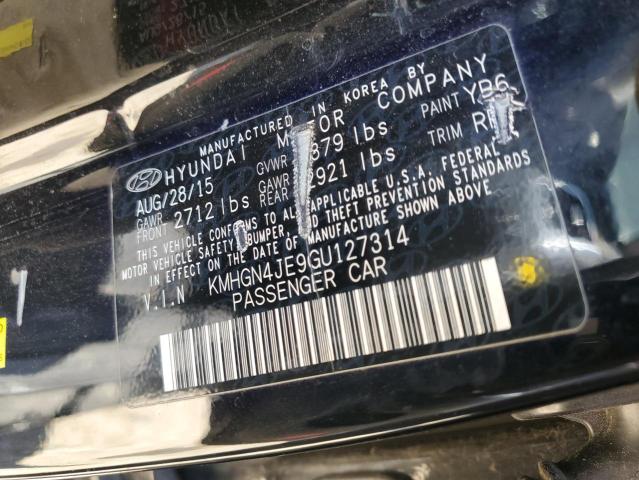 MANUFACTURED IN KOREA BY
HYUNDAI MOTOR COMPANY
AUG/28/15 GVWR 379 lbs PAINT YB6
GAWR FRONT 2712 lbs GAWR REAR 2921 lbs TRIM
THIS VEHICLE CONFORMS TO ALL APPLICABLE U.S.A. FEDERAL
MOTOR VEHICLE SAFETY, BUMPER, AND THEFT PREVENTION STANDARDS
IN EFFECT ON THE DATE OF MANUFACTURE SHOWN ABOVE.
V.I.N KMHGN4JE9GU127314
PASSENGER CAR